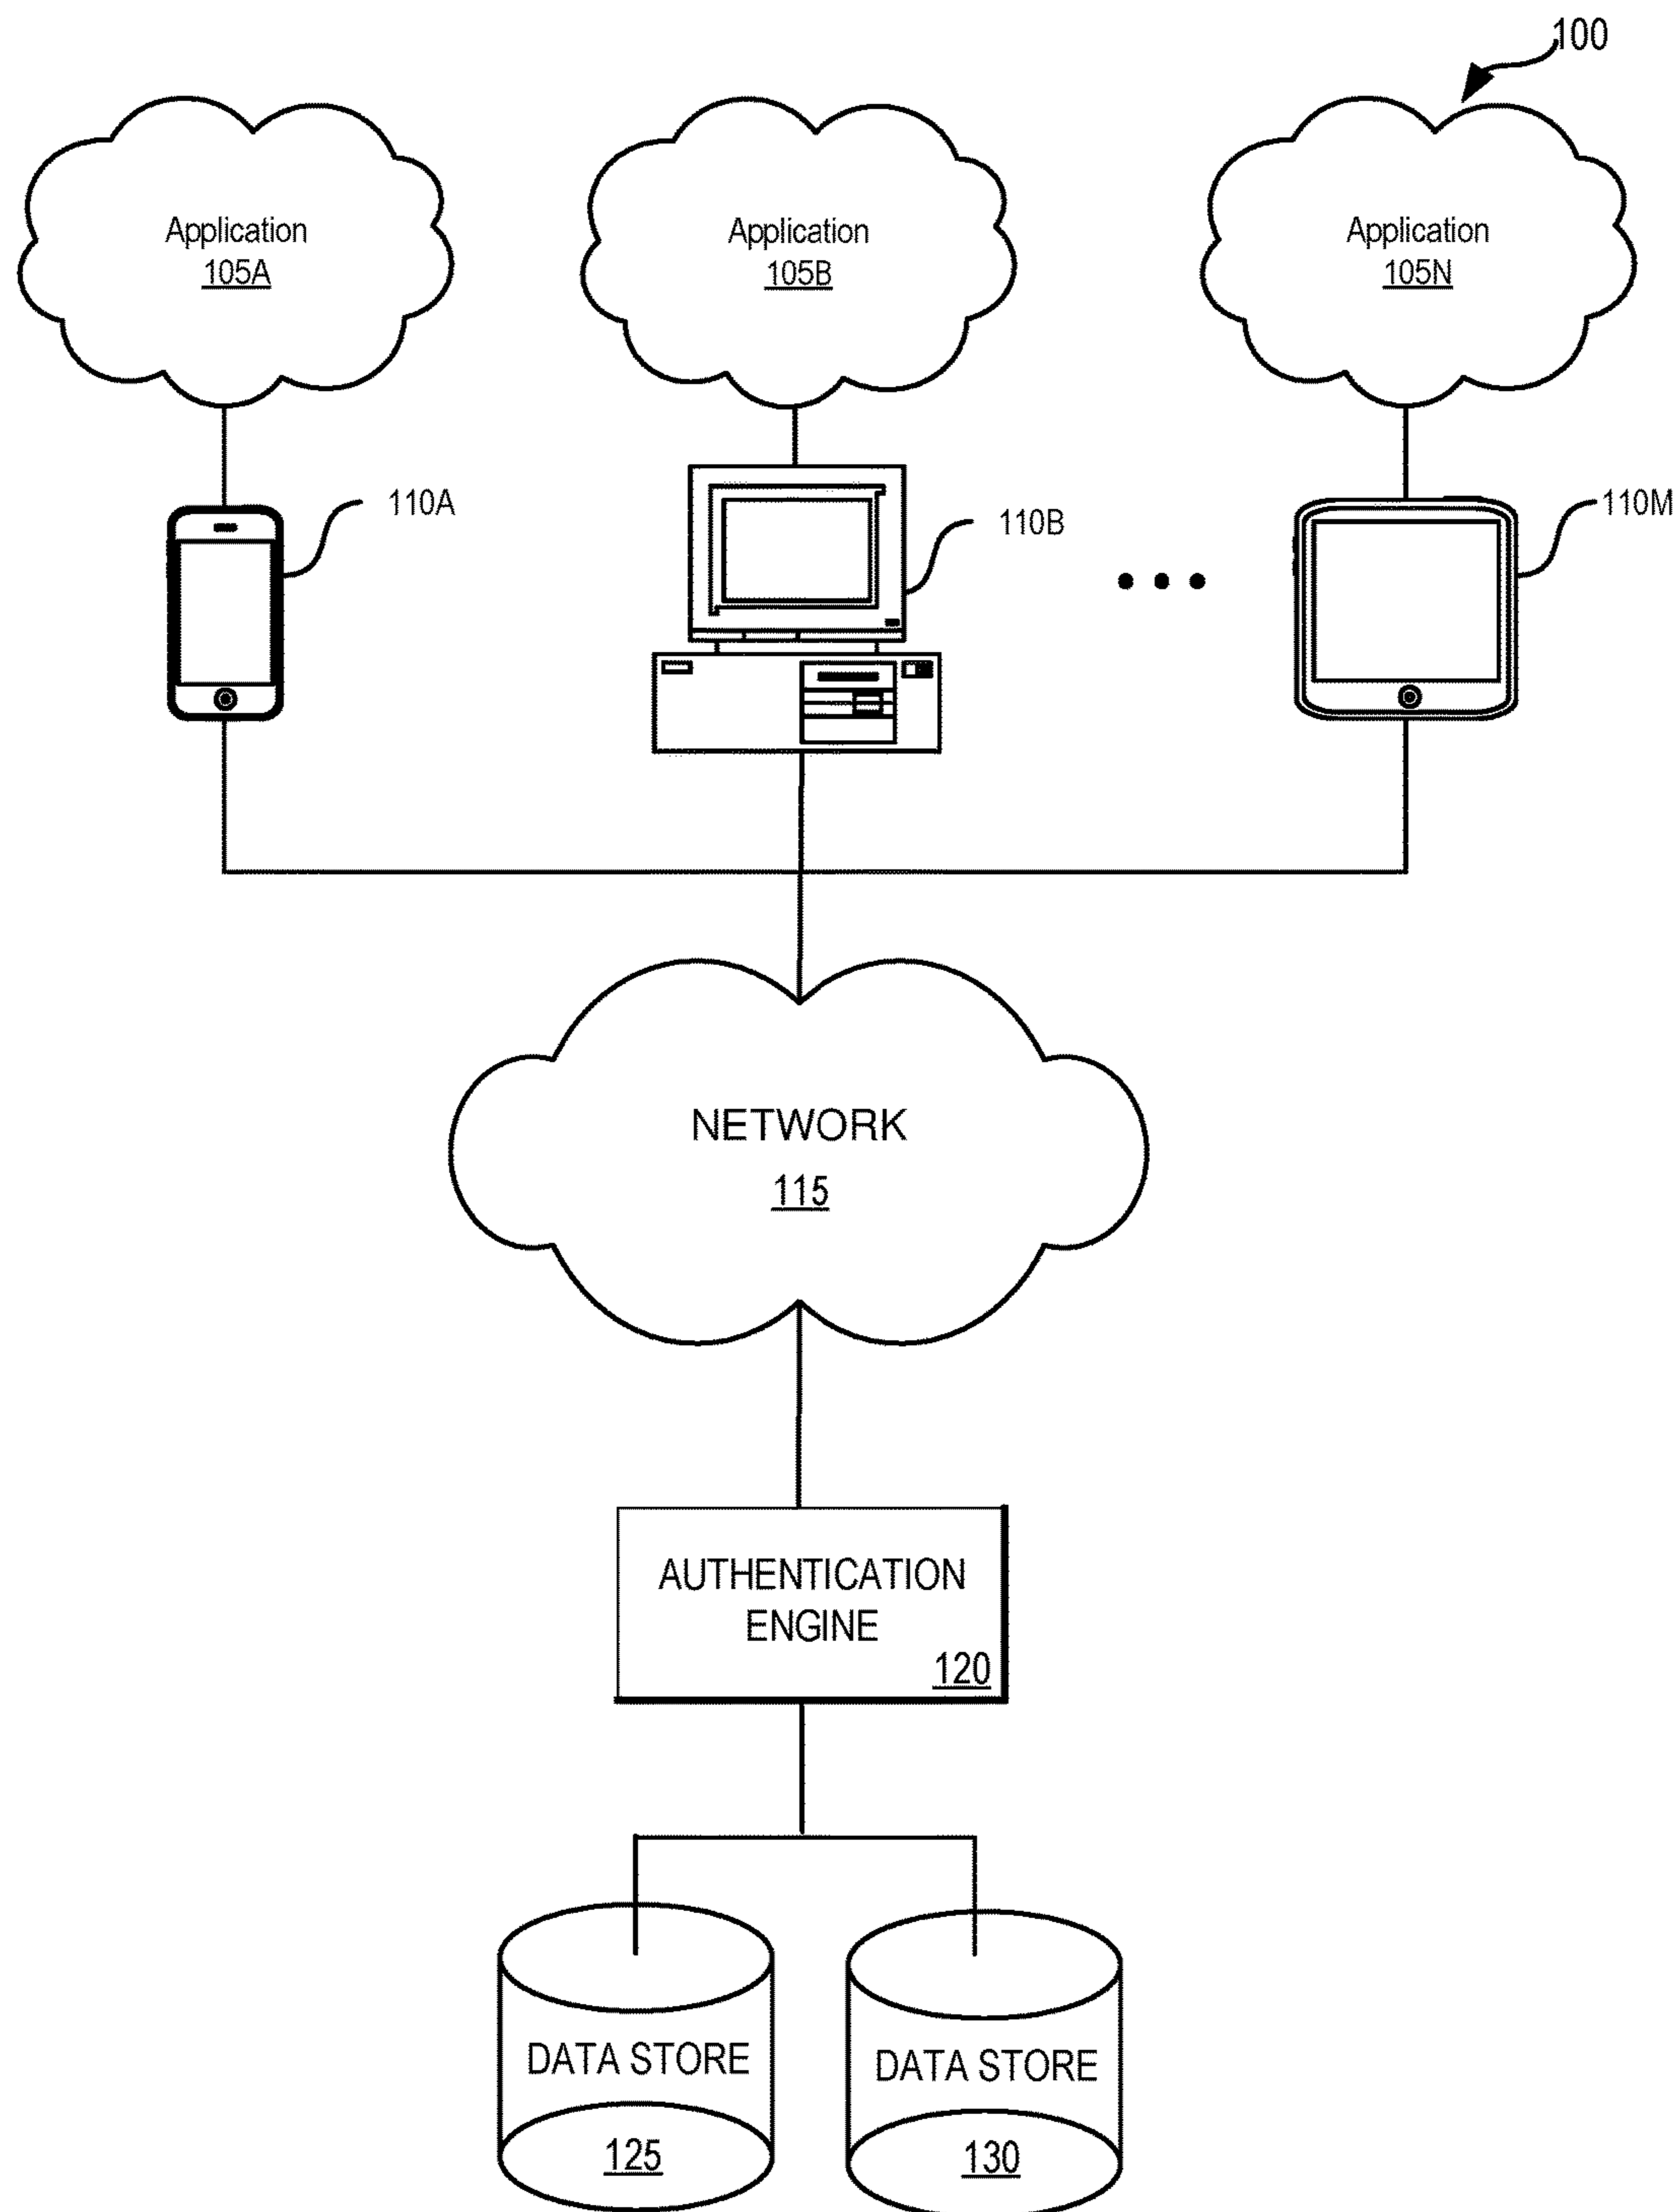 100
Application
105A
Application
105B
Application
105N
110A
110B
110M
NETWORK
115
AUTHENTICATION
ENGINE
120
DATA STORE
125
DATA STORE
130